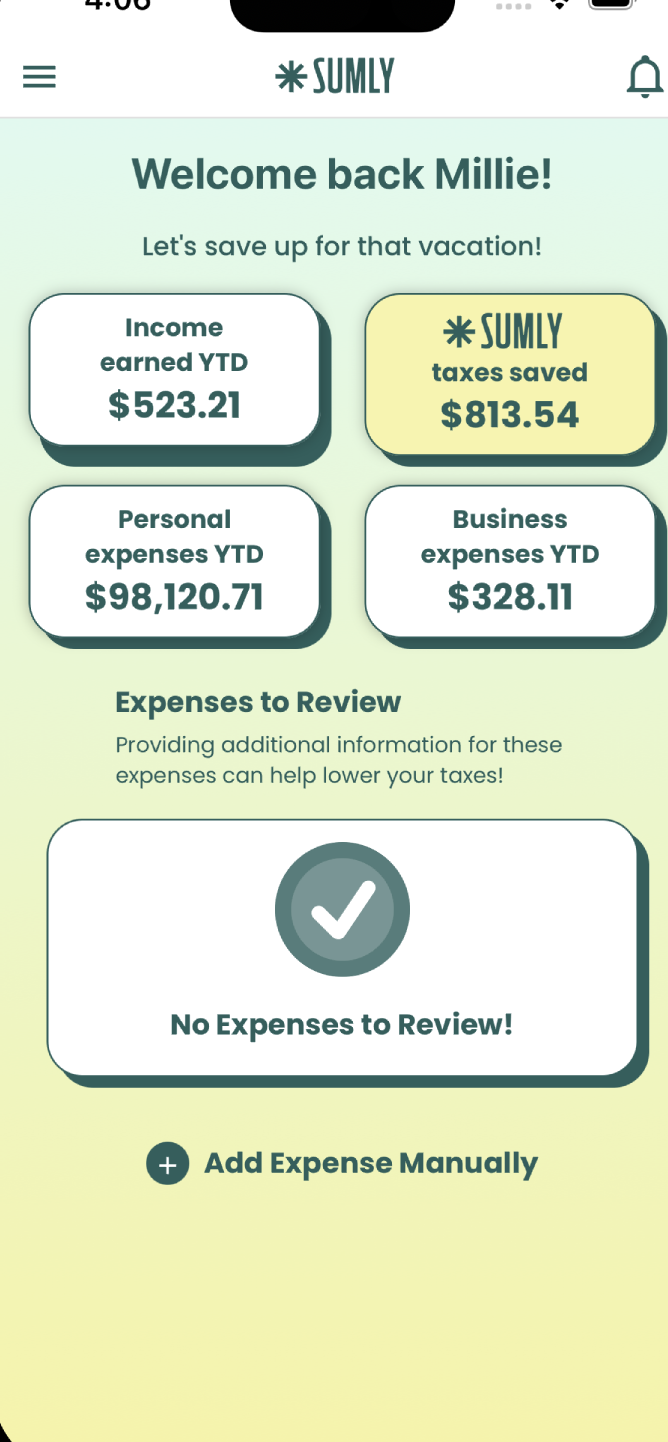 4:06
SUMLY
Welcome back Millie!
Let's save up for that vacation!
Income
earned YTD
$523.21
SUMLY
taxes saved
$813.54
Personal
expenses YTD
$98,120.71
Business
expenses YTD
$328.11
Expenses to Review
Providing additional information for these
expenses can help lower your taxes!
No Expenses to Review!
+ Add Expense Manually